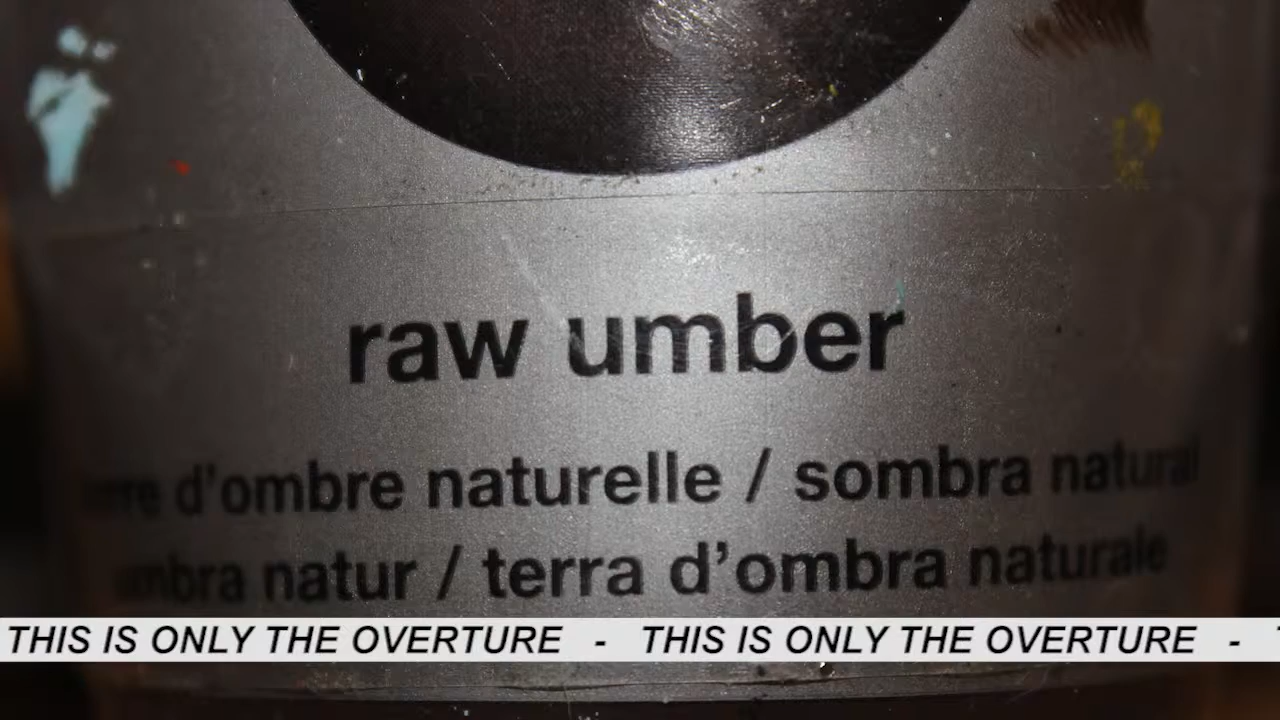 raw umber
d'ombre naturelle / sombra natural
natur / terra d'ombra naturale
THIS IS ONLY THE OVERTURE - THIS IS ONLY THE OVERTURE -